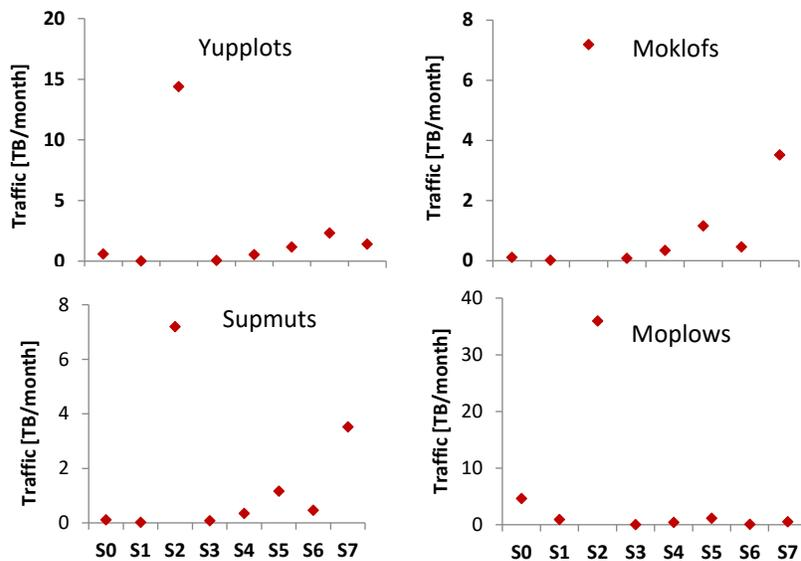 Yupplots
Traffic [TB/month]
20
15
10
5
0
Moklofs
Traffic [TB/month]
8
6
4
2
0
Supmuts
Traffic [TB/month]
8
6
4
2
0
S0 S1 S2 S3 S4 S5 S6 S7
Moplows
Traffic [TB/month]
40
30
20
10
0
S0 S1 S2 S3 S4 S5 S6 S7